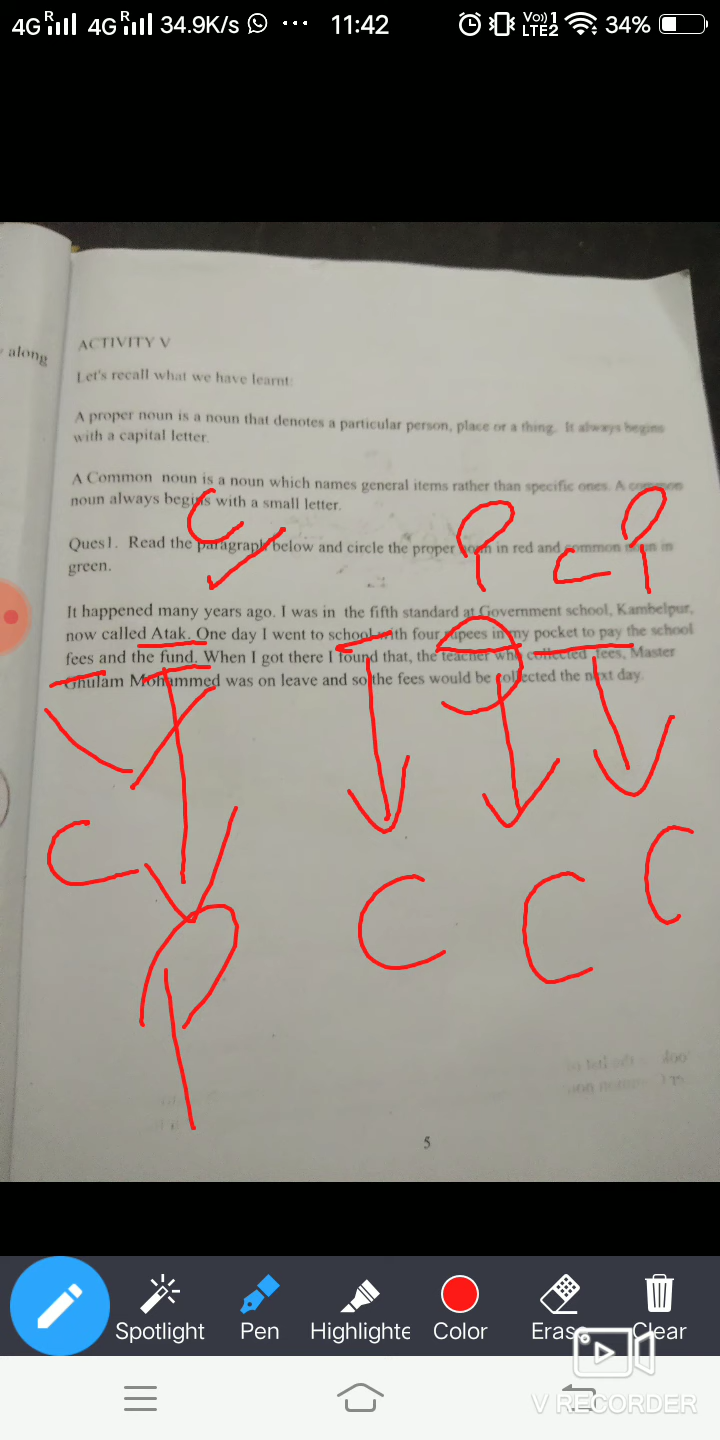 4G R 4G R 34.9K/s ... 11:42 Vo)) 1 LTE2 34%
along
ACTIVITY V
Let's recall what we have learnt:
A proper noun is a noun that denotes a particular person, place or a thing. It always begins
with a capital letter.
A Common noun is a noun which names general items rather than specific ones. A common
noun always begins with a small letter.
C P C P
Ques1. Read the paragraph below and circle the proper noun in red and common noun in
green.
It happened many years ago. I was in the fifth standard at Government school, Kambelpur,
now called Atak. One day I went to school with four rupees in my pocket to pay the school
fees and the fund. When I got there I found that, the teacher who collected fees, Master
Ghulam Mohammed was on leave and so the fees would be collected the next day.
C C C C
P
5
Spotlight Pen Highlighte Color Erase Clear
V RECORDER